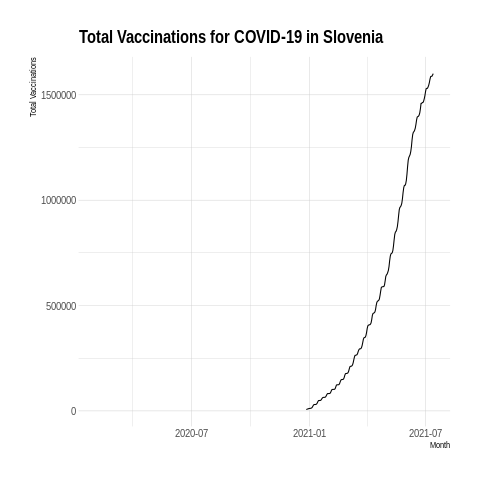 Total Vaccinations for COVID-19 in Slovenia
Total Vaccinations
1500000
1000000
500000
0
2020-07 2021-01 2021-07
Month